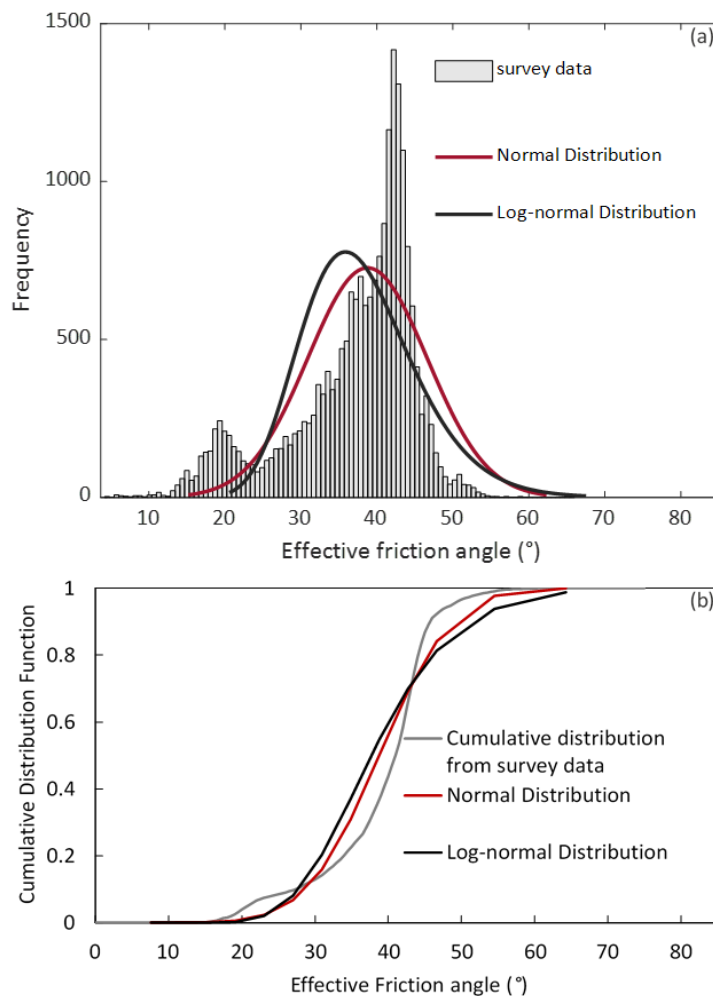 (a)
1500
1000
500
0
Frequency
survey data
Normal Distribution
Log-normal Distribution
10 20 30 40 50 60 70 80
Effective friction angle (°)
(b)
1
0.8
0.6
0.4
0.2
0
Cumulative Distribution Function
Cumulative distribution
from survey data
Normal Distribution
Log-normal Distribution
0 10 20 30 40 50 60 70 80
Effective Friction angle (°)